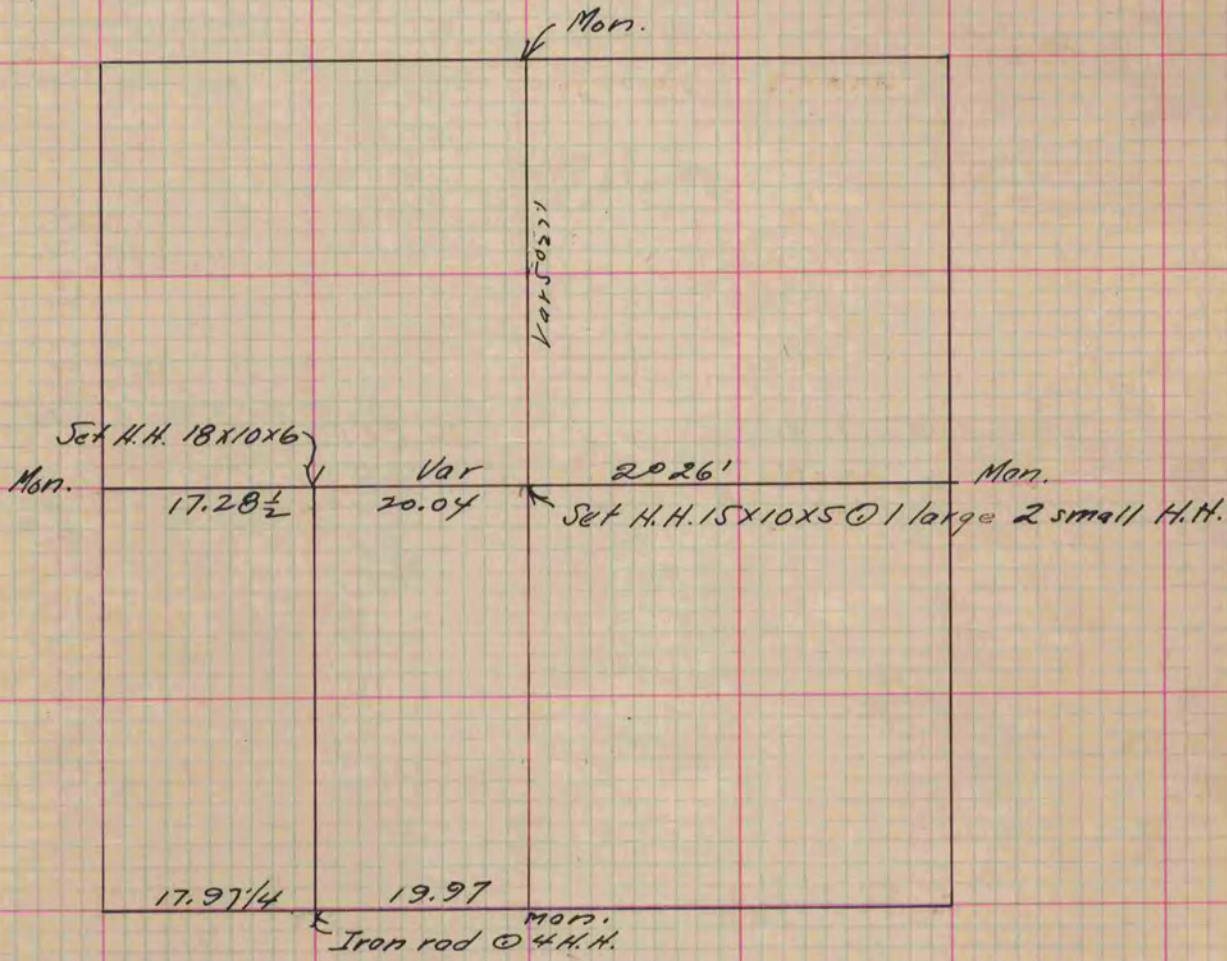 Mon.
Var
Set H.H. 18x10x6
Mon.
Var
2° 26'
Mon.
17.28½
20.04
Set H.H. 15x10x5 ⊙ 1 large 2 small H.H.
17.97¼
19.97
mon.
Iron rod ⊙ 4 H.H.